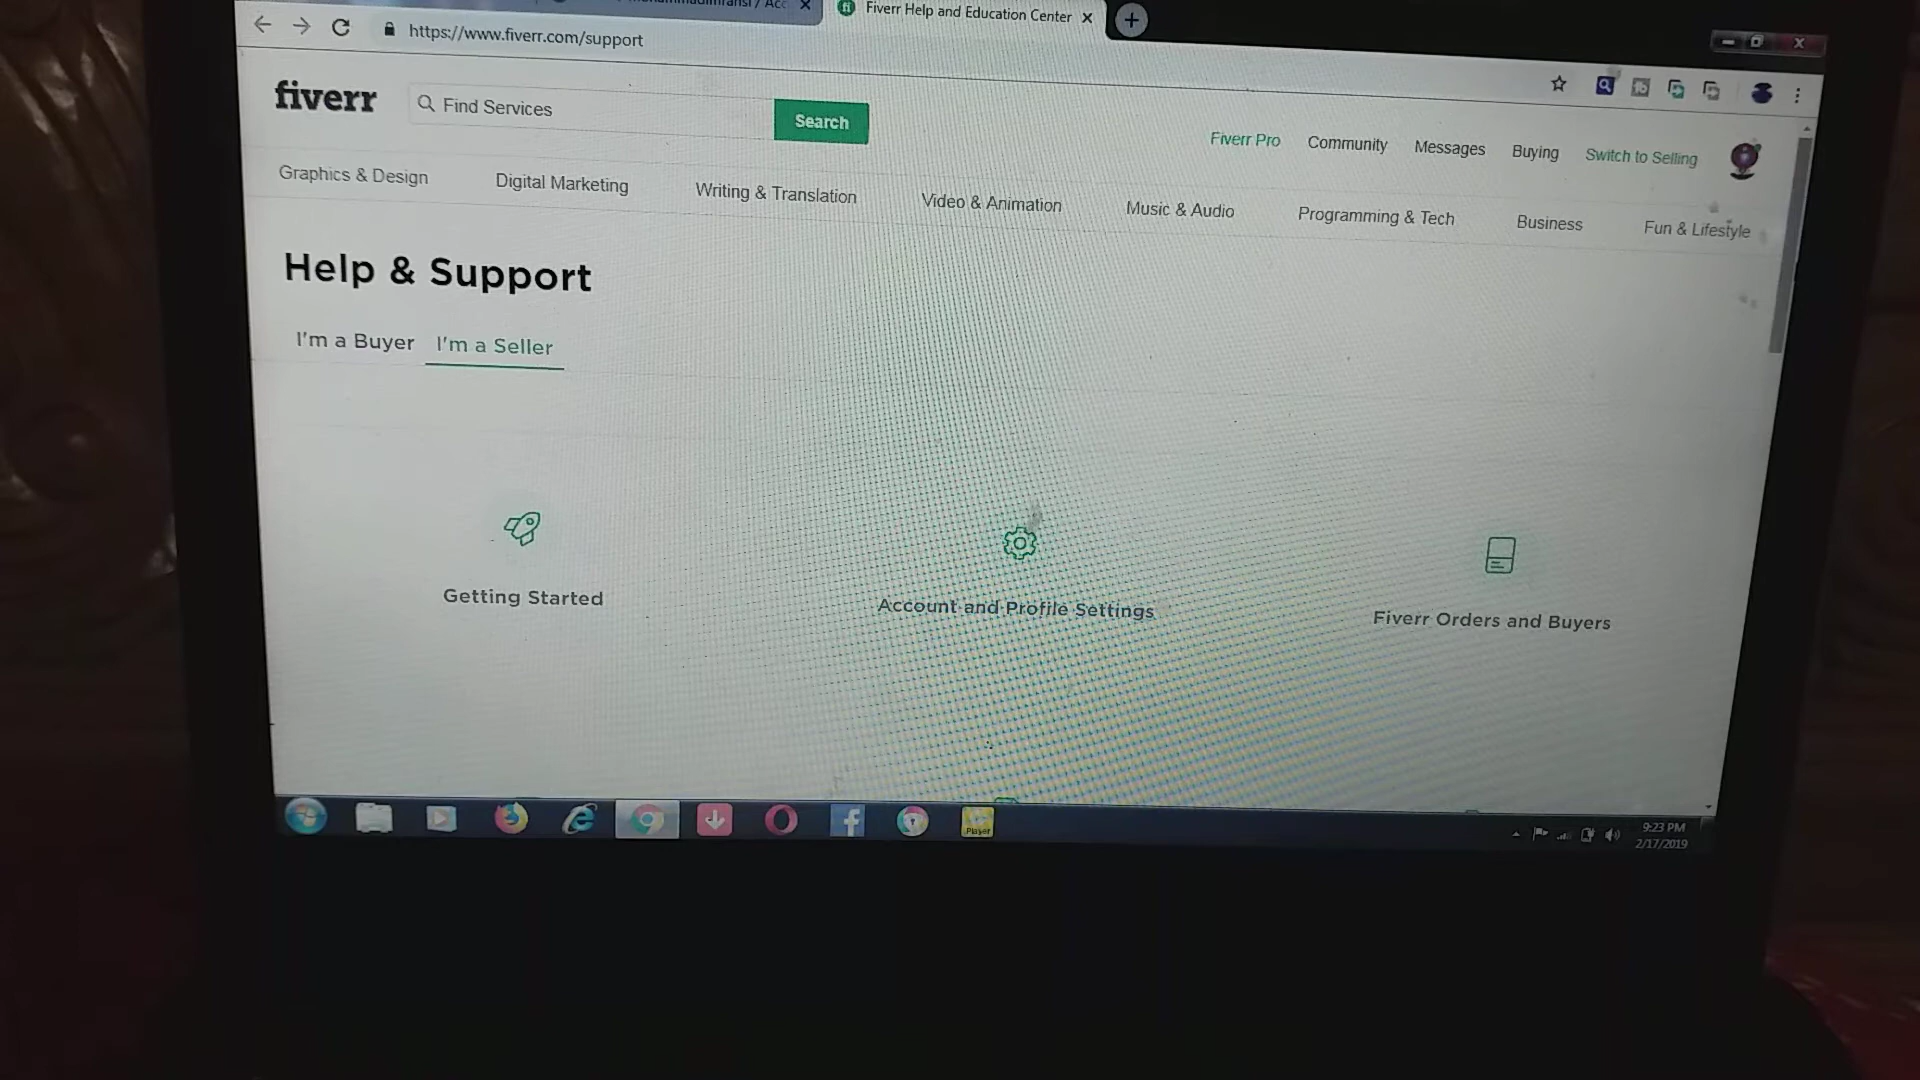 Fiverr Help and Education Center
https://www.fiverr.com/support
fiverr
Find Services
Search
Fiverr Pro
Community
Messages
Buying
Switch to Selling
Graphics & Design
Digital Marketing
Writing & Translation
Video & Animation
Music & Audio
Programming & Tech
Business
Fun & Lifestyle
Help & Support
I'm a Buyer
I'm a Seller
Getting Started
Account and Profile Settings
Fiverr Orders and Buyers
Player
9:23 PM
2/17/2019